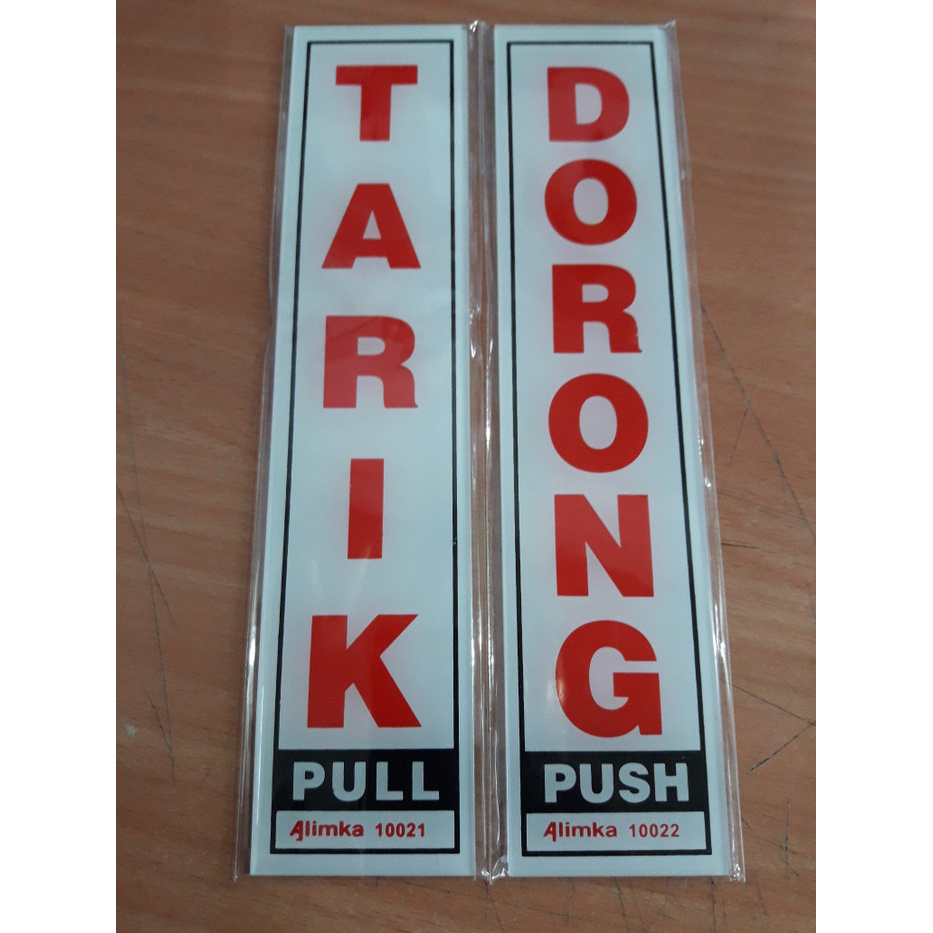 TARIK
PULL
Alimka 10021
DORONG
PUSH
Alimka 10022